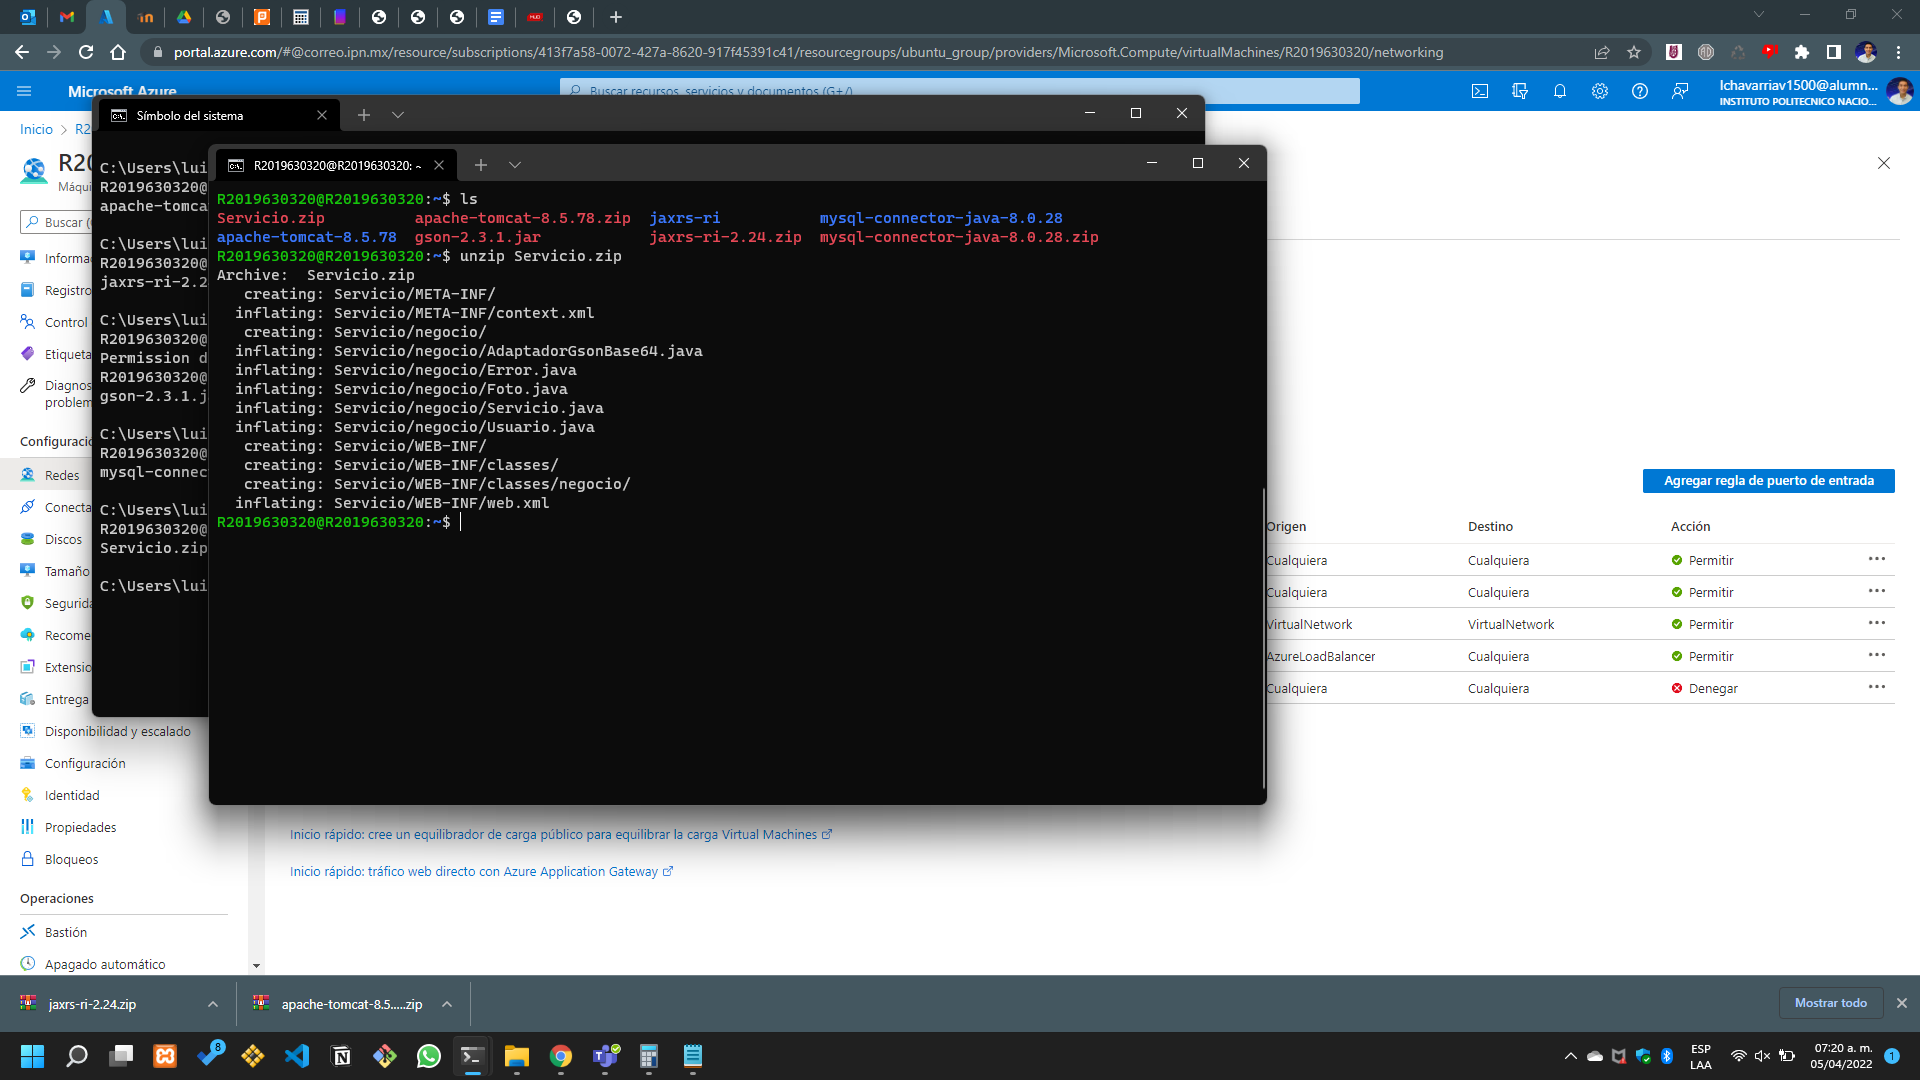 portal.azure.com/#@correo.ipn.mx/resource/subscriptions/413f7a58-0072-427a-8620-917f45391c41/resourcegroups/ubuntu_group/providers/Microsoft.Compute/virtualMachines/R2019630320/networking
Microsoft Azure
Buscar recursos, servicios y documentos (G+/)
lchavarriav1500@alumn...
INSTITUTO POLITECNICO NACIO...
Inicio > R2
R20
Máqui
Buscar (
Informa
Registro
Control
Etiqueta
Diagnos
problem
Configuració
Redes
Conecta
Discos
Tamaño
Segurida
Recome
Extensio
Entrega
Disponibilidad y escalado
Configuración
Identidad
Propiedades
Bloqueos
Operaciones
Bastión
Apagado automático
Símbolo del sistema
C:\Users\lui
R2019630320@
apache-tomca
C:\Users\lui
R2019630320@
jaxrs-ri-2.2
C:\Users\lui
R2019630320@
Permission d
R2019630320@
gson-2.3.1.j
C:\Users\lui
R2019630320@
mysql-connec
C:\Users\lui
R2019630320@
Servicio.zip
C:\Users\lui
R2019630320@R2019630320: ~
R2019630320@R2019630320:~$ ls
Servicio.zip apache-tomcat-8.5.78.zip jaxrs-ri mysql-connector-java-8.0.28
apache-tomcat-8.5.78 gson-2.3.1.jar jaxrs-ri-2.24.zip mysql-connector-java-8.0.28.zip
R2019630320@R2019630320:~$ unzip Servicio.zip
Archive: Servicio.zip
creating: Servicio/META-INF/
inflating: Servicio/META-INF/context.xml
creating: Servicio/negocio/
inflating: Servicio/negocio/AdaptadorGsonBase64.java
inflating: Servicio/negocio/Error.java
inflating: Servicio/negocio/Foto.java
inflating: Servicio/negocio/Servicio.java
inflating: Servicio/negocio/Usuario.java
creating: Servicio/WEB-INF/
creating: Servicio/WEB-INF/classes/
creating: Servicio/WEB-INF/classes/negocio/
inflating: Servicio/WEB-INF/web.xml
R2019630320@R2019630320:~$
Agregar regla de puerto de entrada
Origen Destino Acción
Cualquiera Cualquiera Permitir
Cualquiera Cualquiera Permitir
VirtualNetwork VirtualNetwork Permitir
AzureLoadBalancer Cualquiera Permitir
Cualquiera Cualquiera Denegar
Inicio rápido: cree un equilibrador de carga público para equilibrar la carga Virtual Machines
Inicio rápido: tráfico web directo con Azure Application Gateway
jaxrs-ri-2.24.zip
apache-tomcat-8.5.....zip
Mostrar todo
8
ESP
LAA
07:20 a. m.
05/04/2022
1